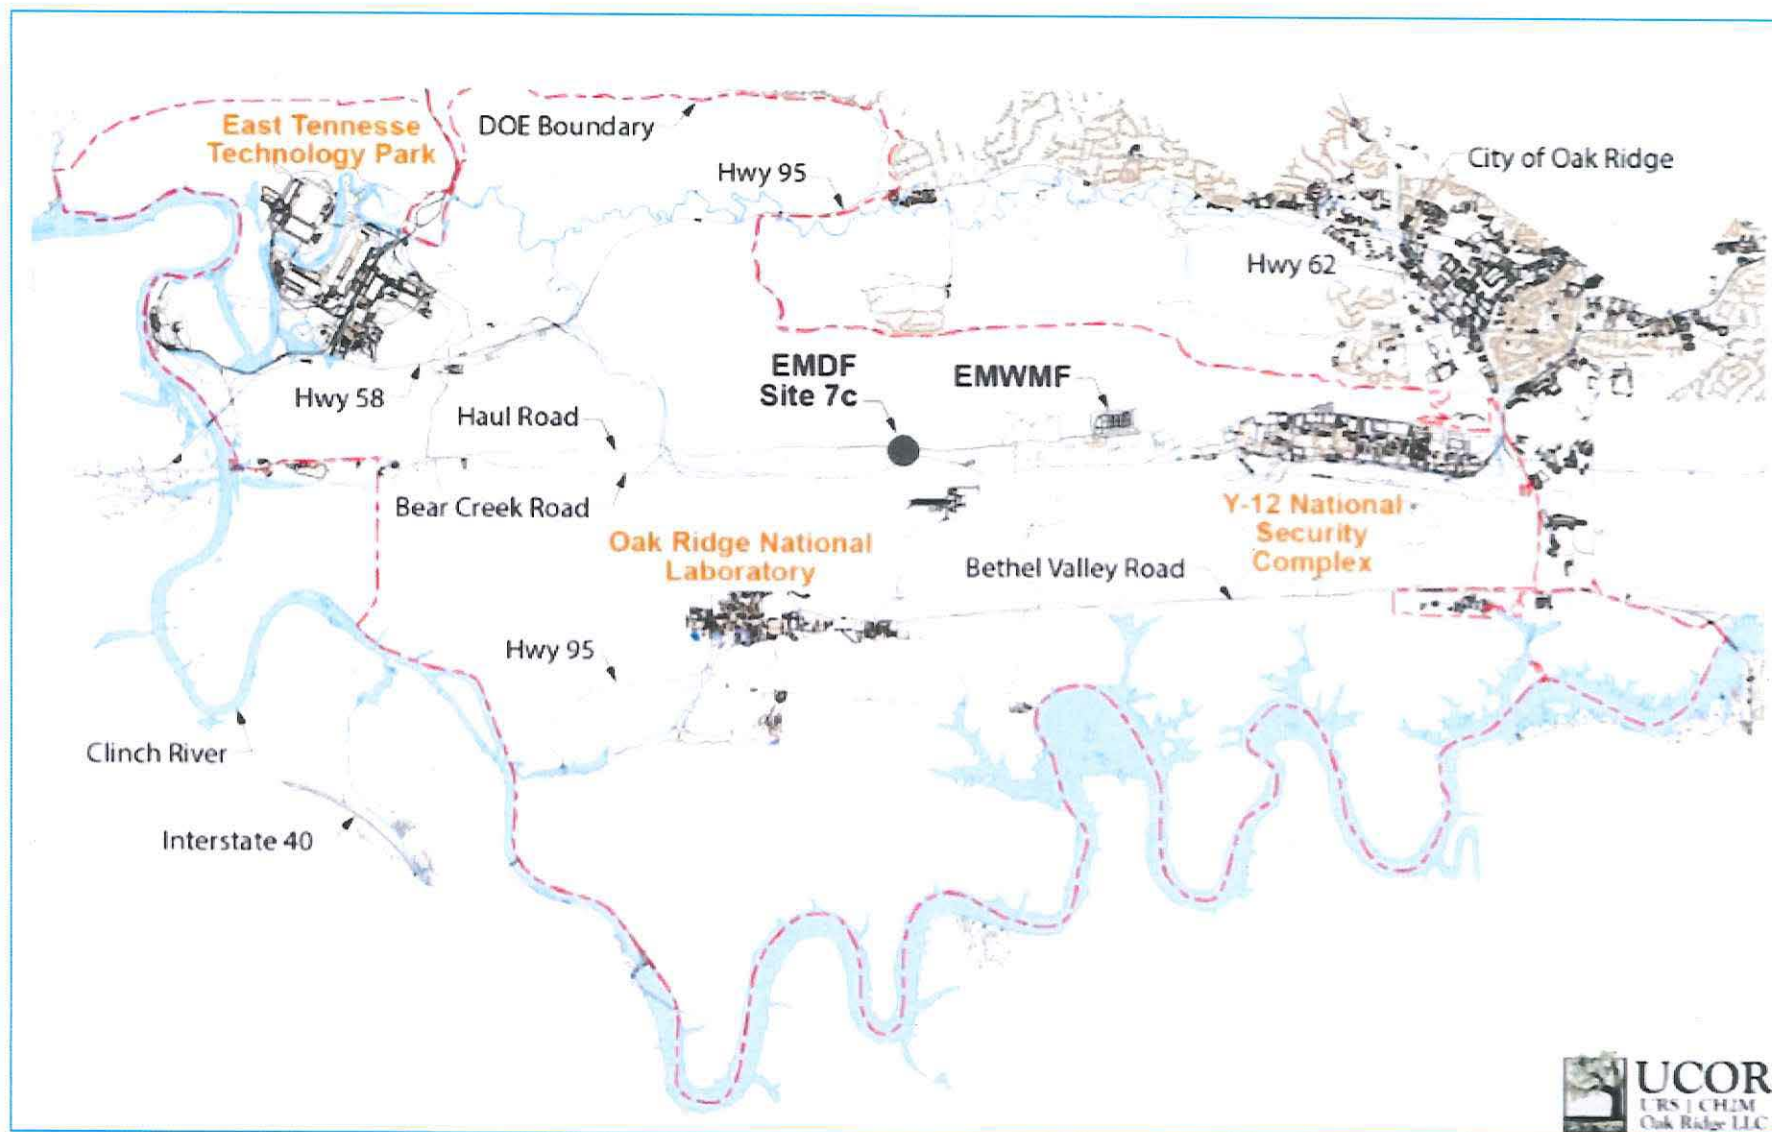 East Tennesse
Technology Park
DOE Boundary
Hwy 95
City of Oak Ridge
Hwy 62
Hwy 58
EMDF
Site 7c
EMWMF
Haul Road
Bear Creek Road
Y-12 National
Security
Complex
Oak Ridge National
Laboratory
Bethel Valley Road
Hwy 95
Clinch River
Interstate 40
UCOR
URS | CH2M
Oak Ridge LLC